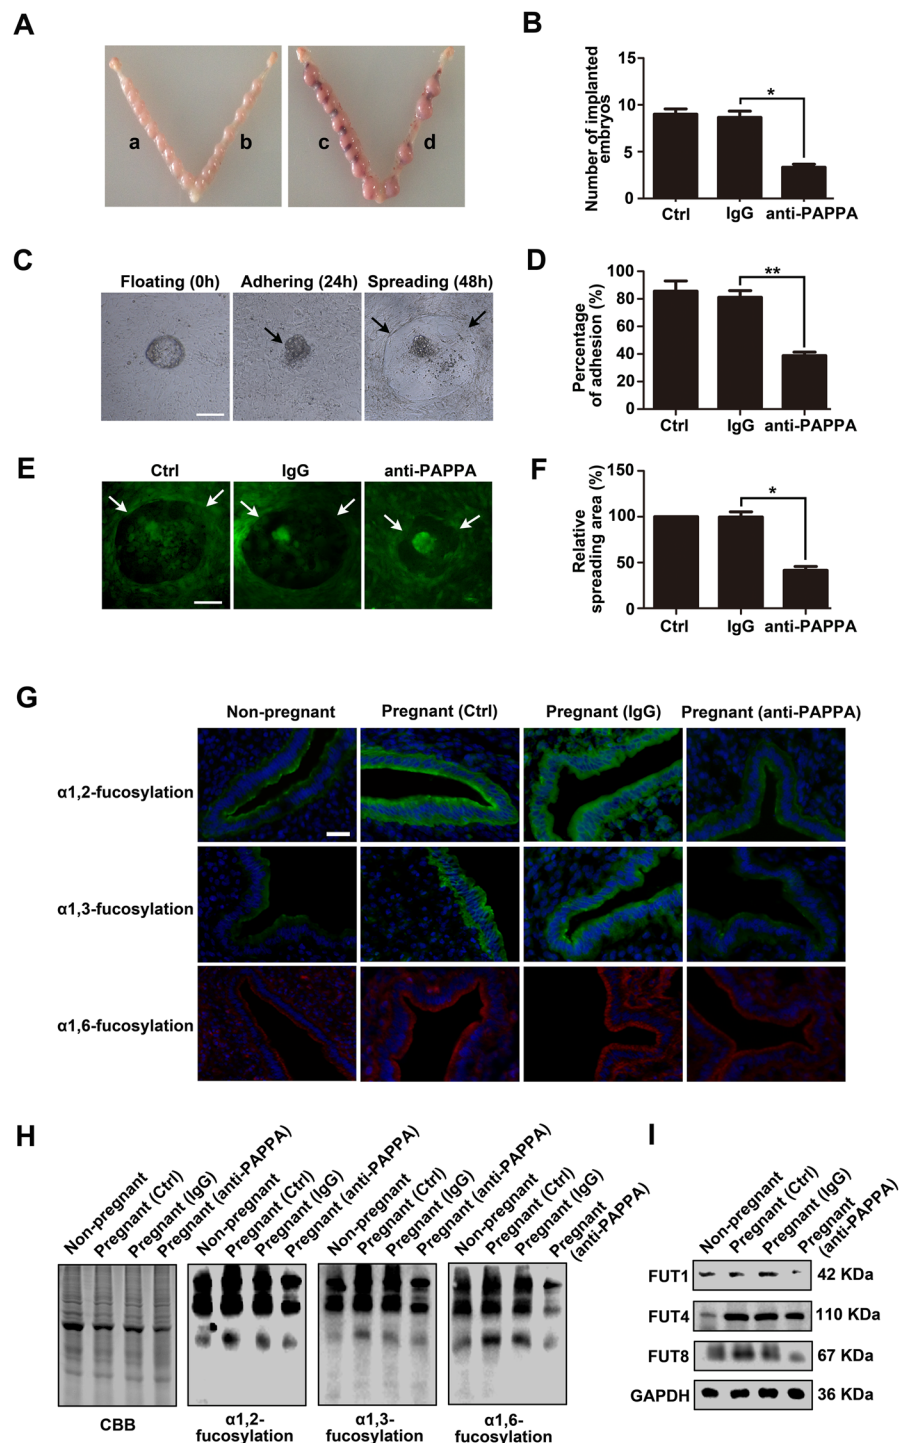 A
a
b
c
d
B
Number of implanted
embryos
15
10
5
0
*
Ctrl
IgG
anti-PAPPA
C
Floating (0h)
Adhering (24h)
Spreading (48h)
D
Percentage
of adhesion (%)
100
80
60
40
20
0
**
Ctrl
IgG
anti-PAPPA
E
Ctrl
IgG
anti-PAPPA
F
Relative
spreading area (%)
150
100
50
0
*
Ctrl
IgG
anti-PAPPA
G
Non-pregnant
Pregnant (Ctrl)
Pregnant (IgG)
Pregnant (anti-PAPPA)
α1,2-fucosylation
α1,3-fucosylation
α1,6-fucosylation
H
Non-pregnant
Pregnant (Ctrl)
Pregnant (IgG)
Pregnant (anti-PAPPA)
Non-pregnant
Pregnant (Ctrl)
Pregnant (IgG)
Pregnant (anti-PAPPA)
Non-pregnant
Pregnant (Ctrl)
Pregnant (IgG)
Pregnant (anti-PAPPA)
Non-pregnant
Pregnant (Ctrl)
Pregnant (IgG)
Pregnant
(anti-PAPPA)
CBB
α1,2-
fucosylation
α1,3-
fucosylation
α1,6-
fucosylation
I
Non-pregnant
Pregnant (Ctrl)
Pregnant (IgG)
Pregnant
(anti-PAPPA)
FUT1
42 KDa
FUT4
110 KDa
FUT8
67 KDa
GAPDH
36 KDa